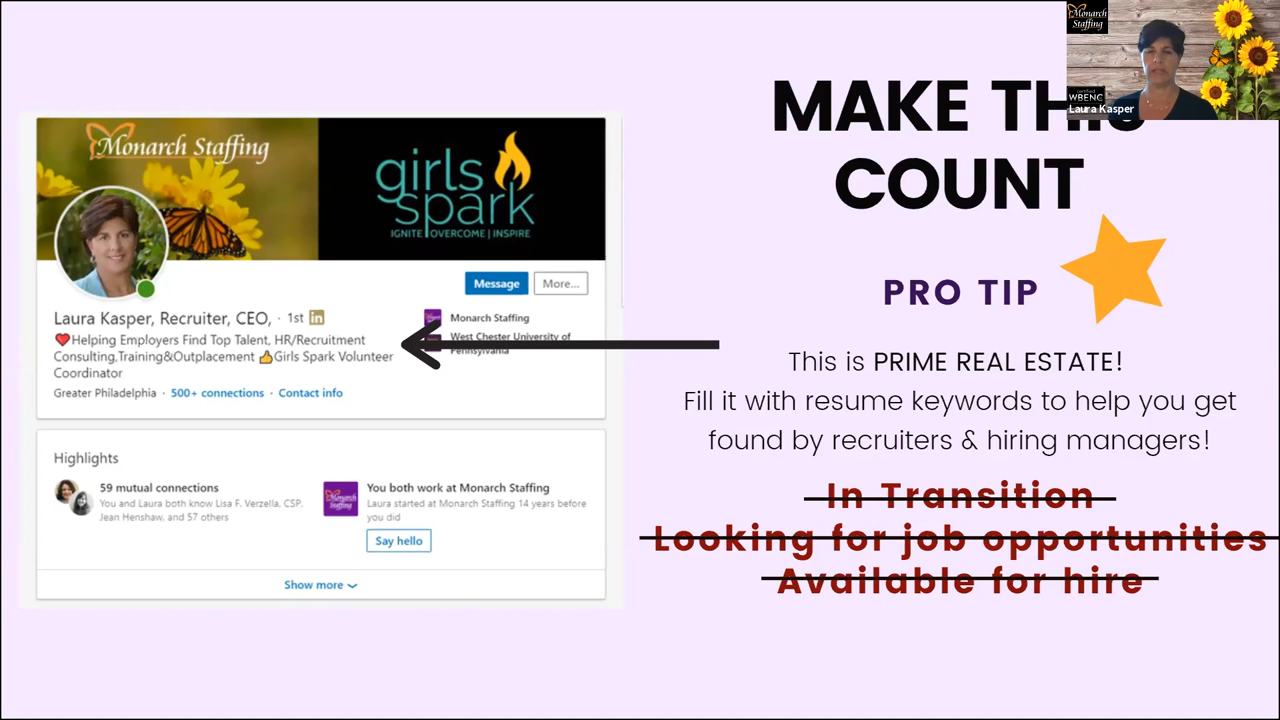 Monarch Staffing
girls
spark
IGNITE | OVERCOME | INSPIRE
Message
More...
Laura Kasper, Recruiter, CEO, · 1st in
❤️Helping Employers Find Top Talent, HR/Recruitment
Consulting,Training&Outplacement 👍Girls Spark Volunteer
Coordinator
Greater Philadelphia · 500+ connections · Contact info
Monarch Staffing
West Chester University of
Pennsylvania
Highlights
59 mutual connections
You and Laura both know Lisa F. Verzella, CSP,
Jean Henshaw, and 57 others
Monarch Staffing
You both work at Monarch Staffing
Laura started at Monarch Staffing 14 years before
you did
Say hello
Show more
MAKE THIS
COUNT
PRO TIP
This is PRIME REAL ESTATE!
Fill it with resume keywords to help you get
found by recruiters & hiring managers!
In Transition
Looking for job opportunities
Available for hire
Monarch
Staffing
certified
WBENC
Laura Kasper